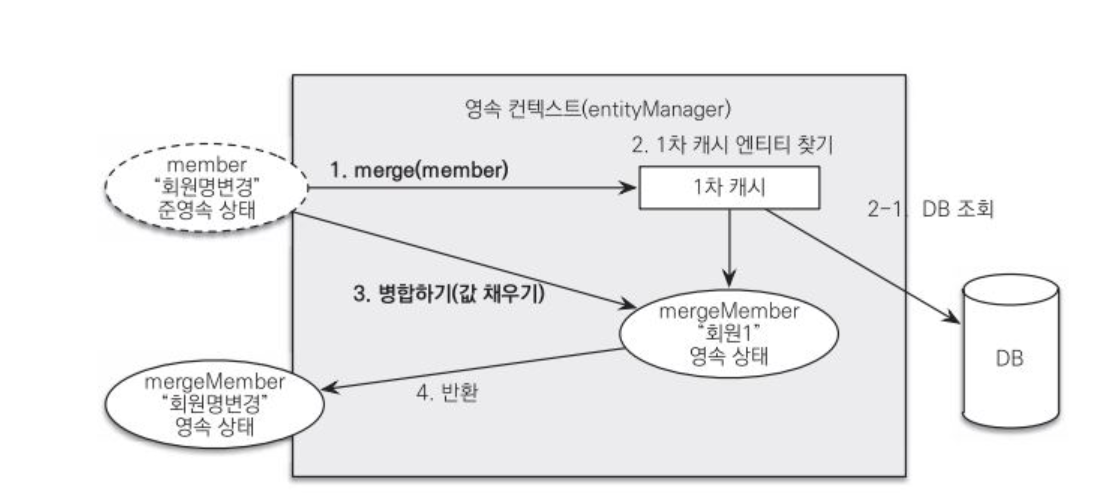 영속 컨텍스트(entityManager)
2. 1차 캐시 엔티티 찾기
member
“회원명변경”
준영속 상태
1. merge(member)
1차 캐시
2-1. DB 조회
3. 병합하기(값 채우기)
mergeMember
“회원1”
영속 상태
DB
mergeMember
“회원명변경”
영속 상태
4. 반환